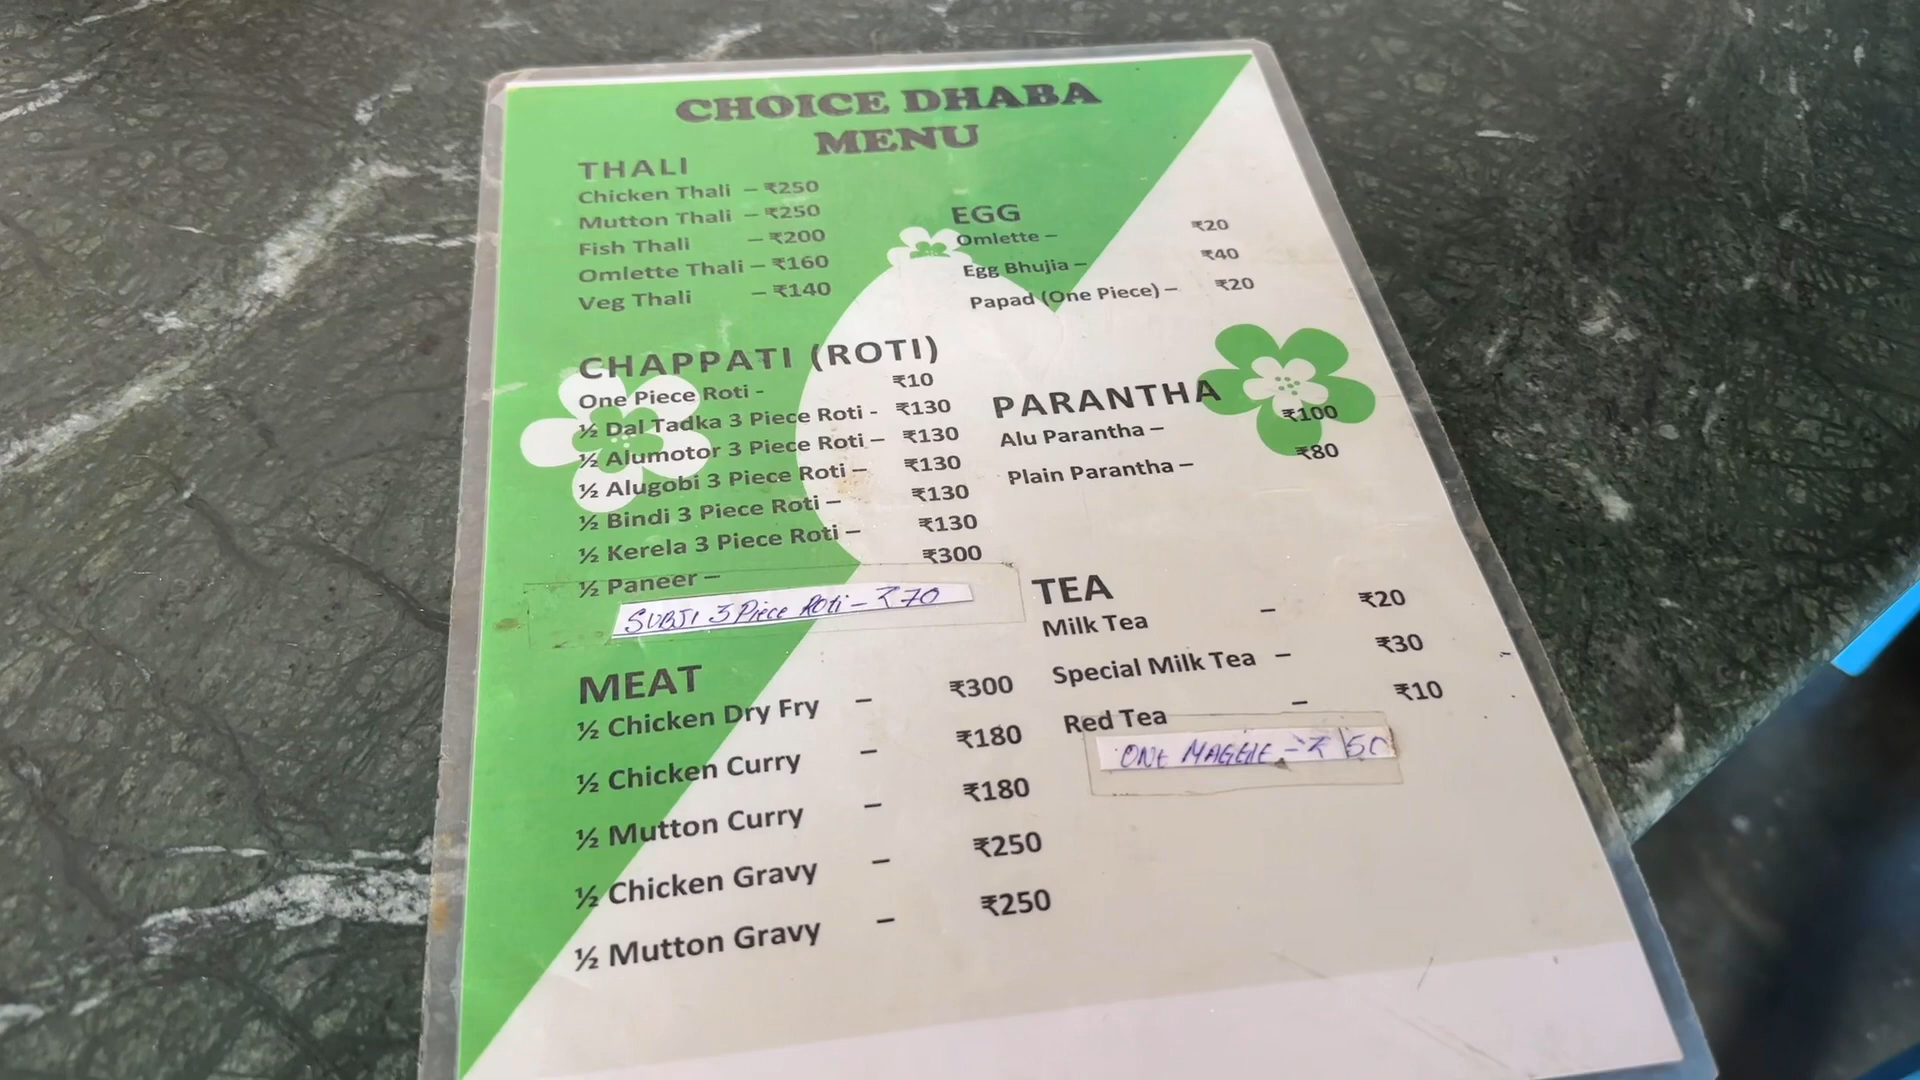 CHOICE DHABA
MENU
THALI
Chicken Thali – ₹250
Mutton Thali – ₹250
Fish Thali – ₹200
Omlette Thali – ₹160
Veg Thali – ₹140
CHAPPATI (ROTI)
One Piece Roti - ₹10
½ Dal Tadka 3 Piece Roti - ₹130
½ Alumotor 3 Piece Roti – ₹130
½ Alugobi 3 Piece Roti – ₹130
½ Bindi 3 Piece Roti – ₹130
½ Kerela 3 Piece Roti – ₹130
½ Paneer – ₹300
SUBJI 3 Piece ROti – ₹70
MEAT
½ Chicken Dry Fry – ₹300
½ Chicken Curry – ₹180
½ Mutton Curry – ₹180
½ Chicken Gravy – ₹250
½ Mutton Gravy – ₹250
EGG
Omlette – ₹20
Egg Bhujia – ₹40
Papad (One Piece) – ₹20
PARANTHA
Alu Parantha – ₹100
Plain Parantha – ₹80
TEA
Milk Tea – ₹20
Special Milk Tea – ₹30
Red Tea – ₹10
ONE MAGGIE – ₹ 50